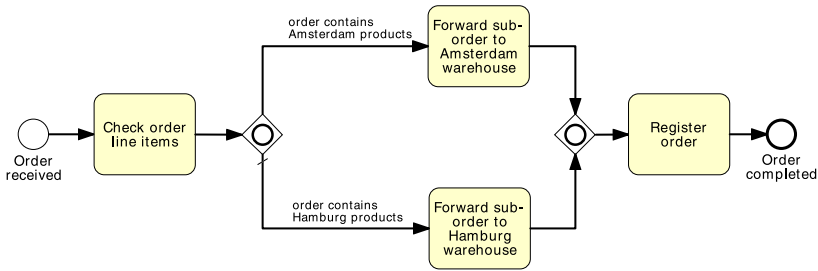 Order
received
Check order
line items
order contains
Amsterdam products
Forward sub-
order to
Amsterdam
warehouse
order contains
Hamburg products
Forward sub-
order to
Hamburg
warehouse
Register
order
Order
completed